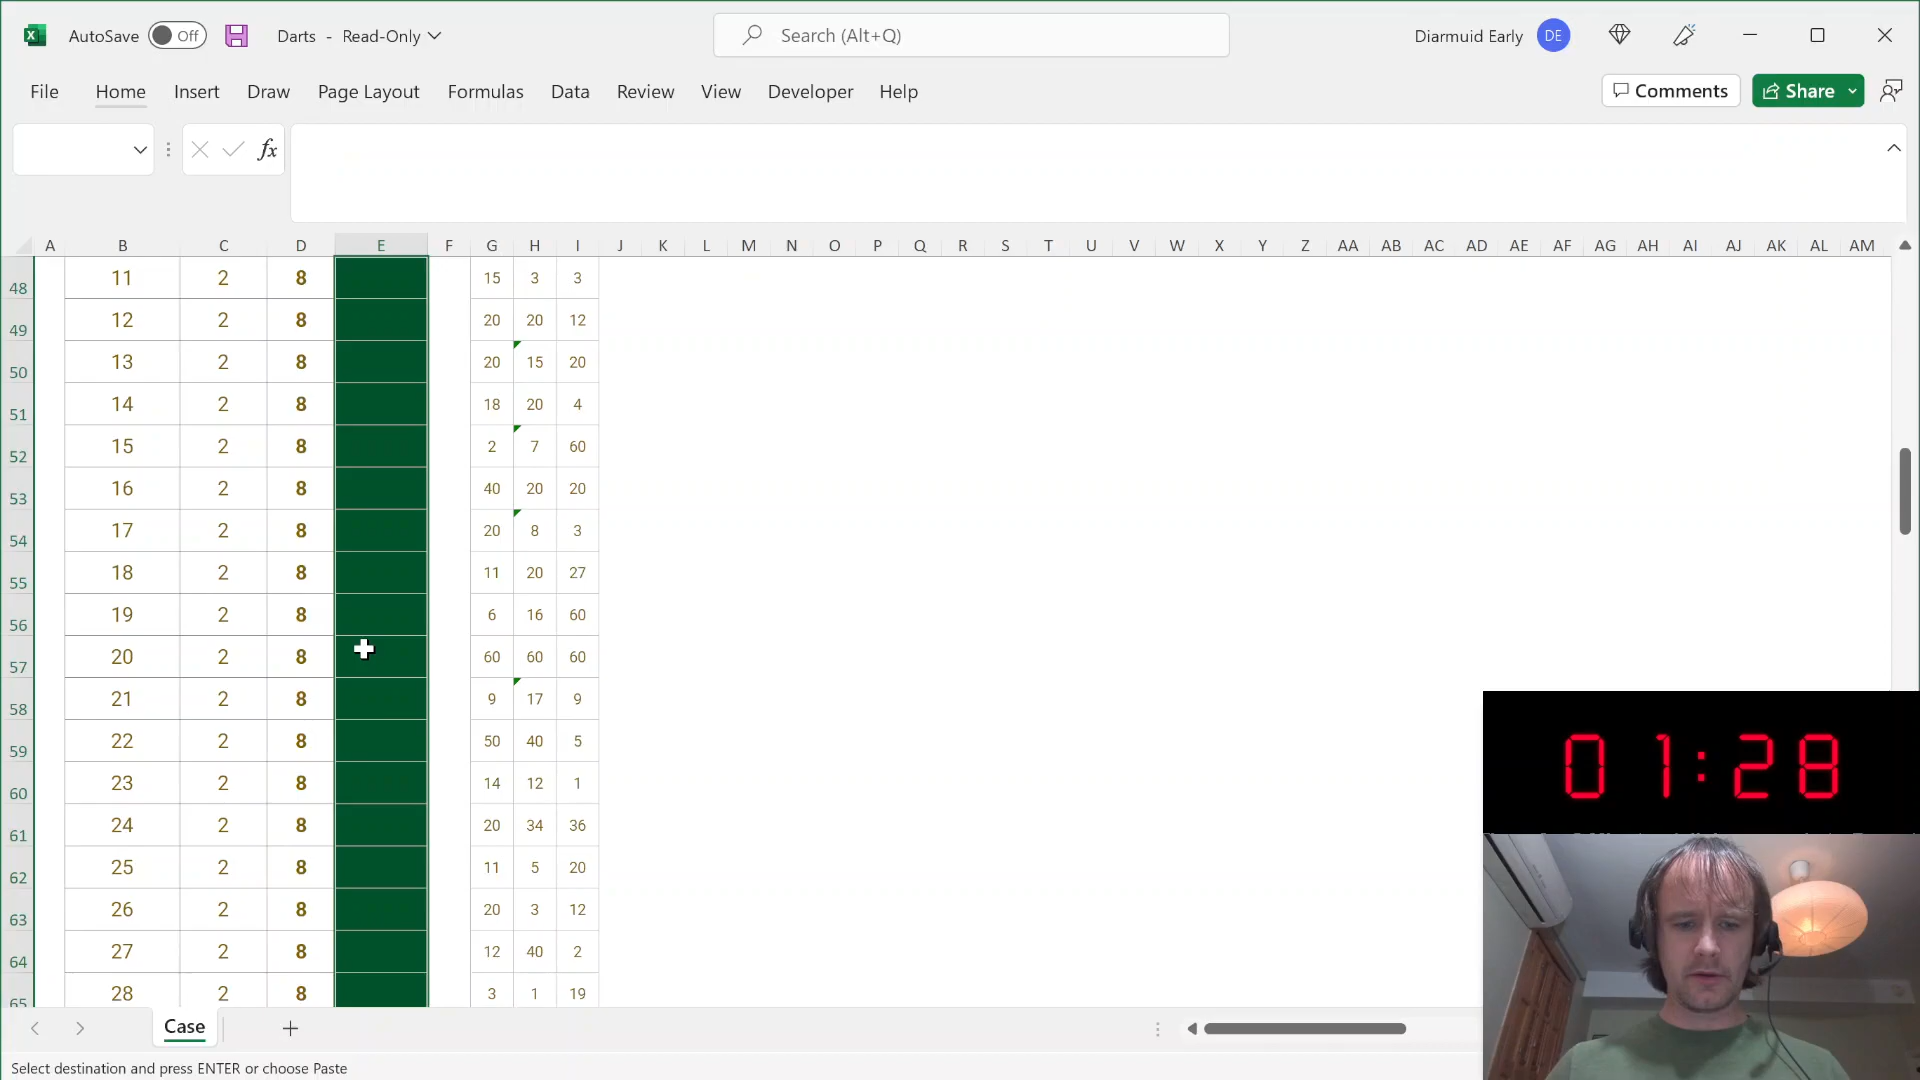 AutoSave Off Darts - Read-Only Search (Alt+Q) Diarmuid Early DE
File Home Insert Draw Page Layout Formulas Data Review View Developer Help Comments Share
fx
A B C D E F G H I J K L M N O P Q R S T U V W X Y Z AA AB AC AD AE AF AG AH AI AJ AK AL AM
48 11 2 8 15 3 3
49 12 2 8 20 20 12
50 13 2 8 20 15 20
51 14 2 8 18 20 4
52 15 2 8 2 7 60
53 16 2 8 40 20 20
54 17 2 8 20 8 3
55 18 2 8 11 20 27
56 19 2 8 6 16 60
57 20 2 8 60 60 60
58 21 2 8 9 17 9
59 22 2 8 50 40 5
60 23 2 8 14 12 1
61 24 2 8 20 34 36
62 25 2 8 11 5 20
63 26 2 8 20 3 12
64 27 2 8 12 40 2
65 28 2 8 3 1 19
01:28
Case
Select destination and press ENTER or choose Paste